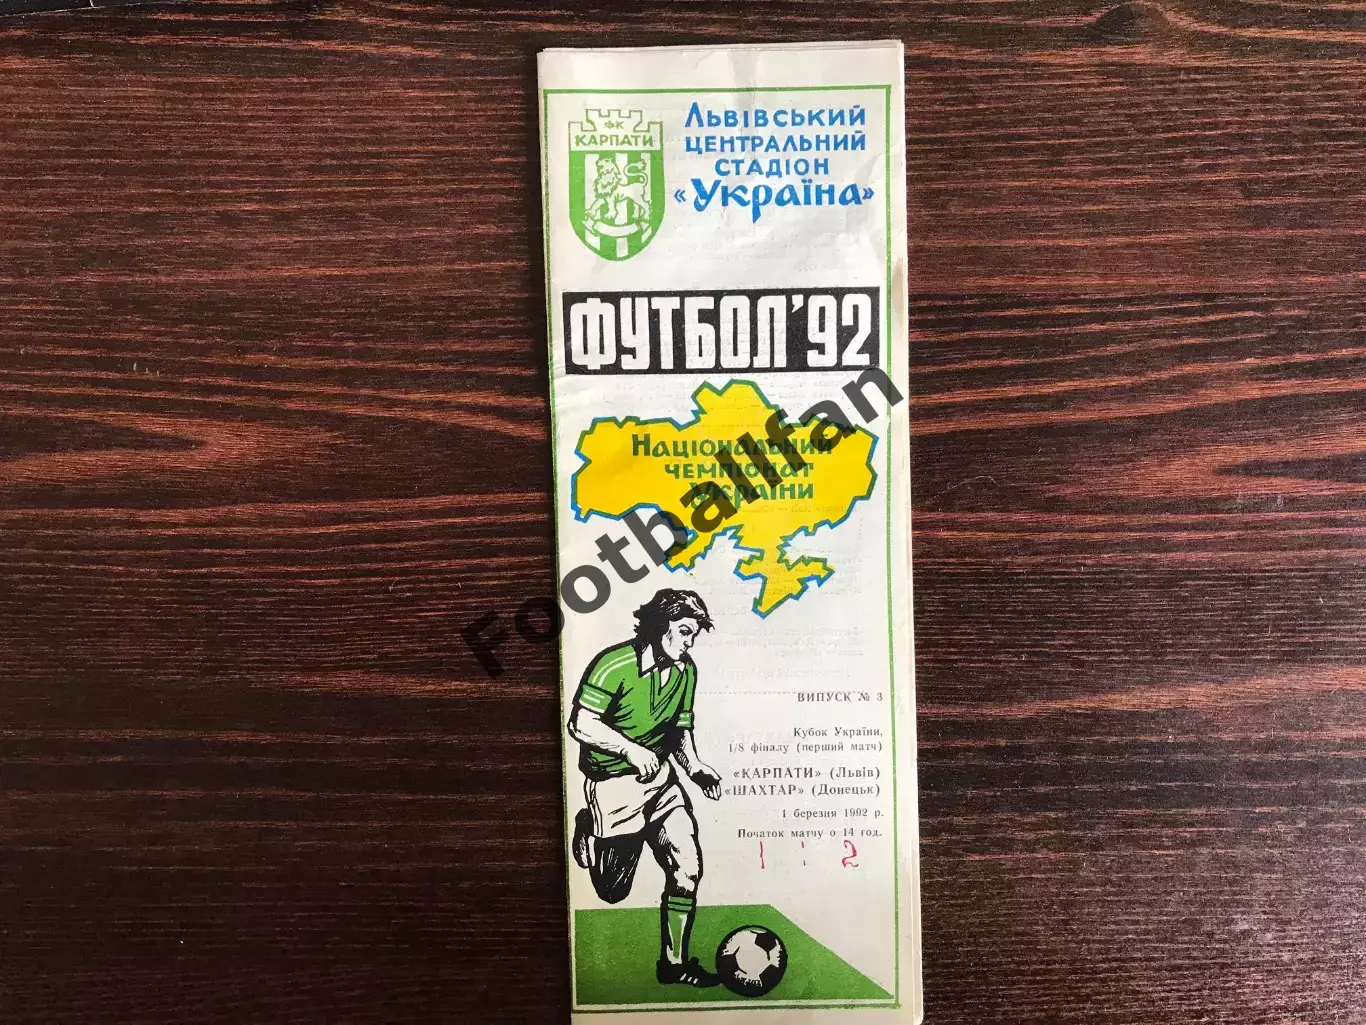 ФК
КАРПАТИ
ЛЬВІВСЬКИЙ
ЦЕНТРАЛЬНИЙ
СТАДІОН
«УКРАЇНА»
ФУТБОЛ'92
НАЦІОНАЛЬНИЙ
ЧЕМПІОНАТ
УКРАЇНИ
Footballfan
ВИПУСК № 3
Кубок України,
1/8 фіналу (перший матч)
«КАРПАТИ» (Львів)
«ШАХТАР» (Донецьк)
1 березня 1992 р.
Початок матчу о 14 год.
1 : 2